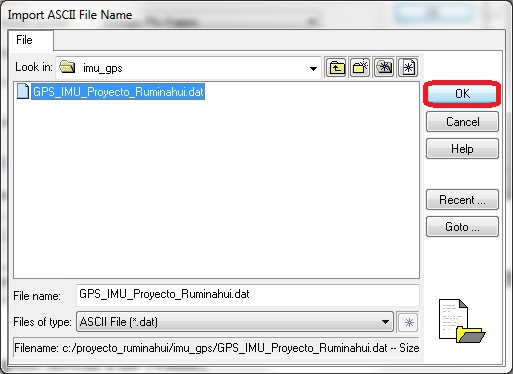 Import ASCII File Name
File
Look in: imu_gps
GPS_IMU_Proyecto_Ruminahui.dat
OK
Cancel
Help
Recent ...
Goto ...
File name: GPS_IMU_Proyecto_Ruminahui.dat
Files of type: ASCII File (*.dat)
Filename: c:/proyecto_ruminahui/imu_gps/GPS_IMU_Proyecto_Ruminahui.dat -- Size